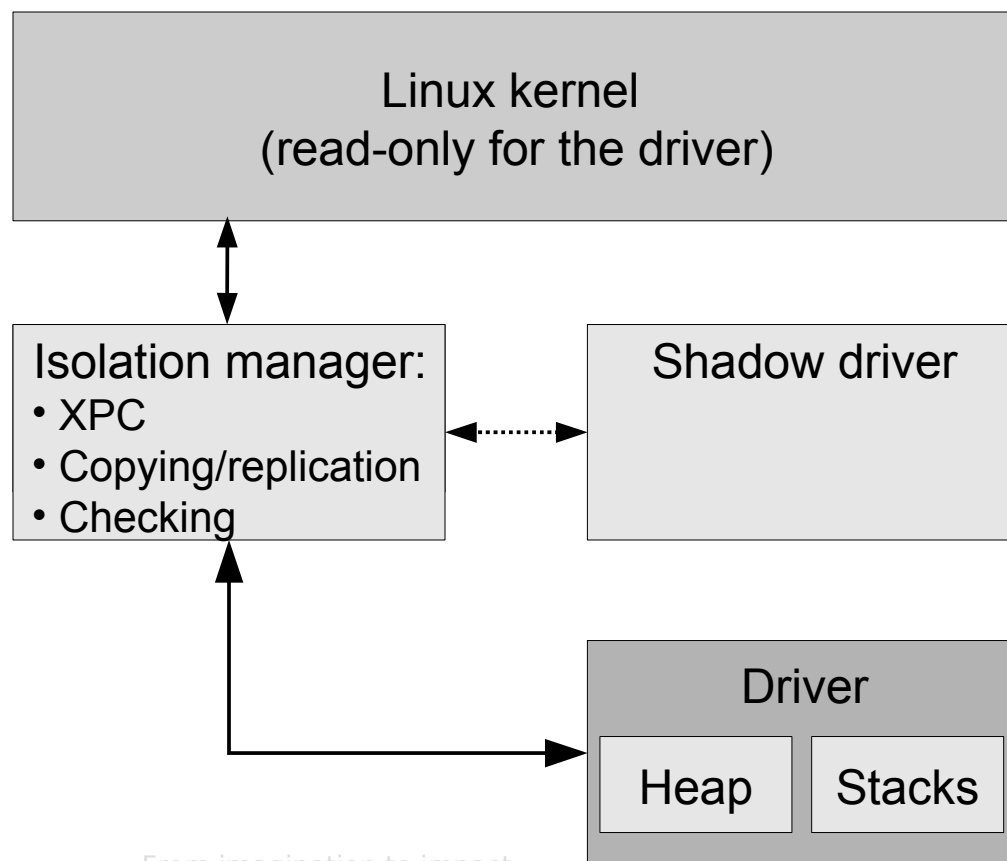 Linux kernel
(read-only for the driver)
Isolation manager:
• XPC
• Copying/replication
• Checking
Shadow driver
Driver
Heap
Stacks
From imagination to impact